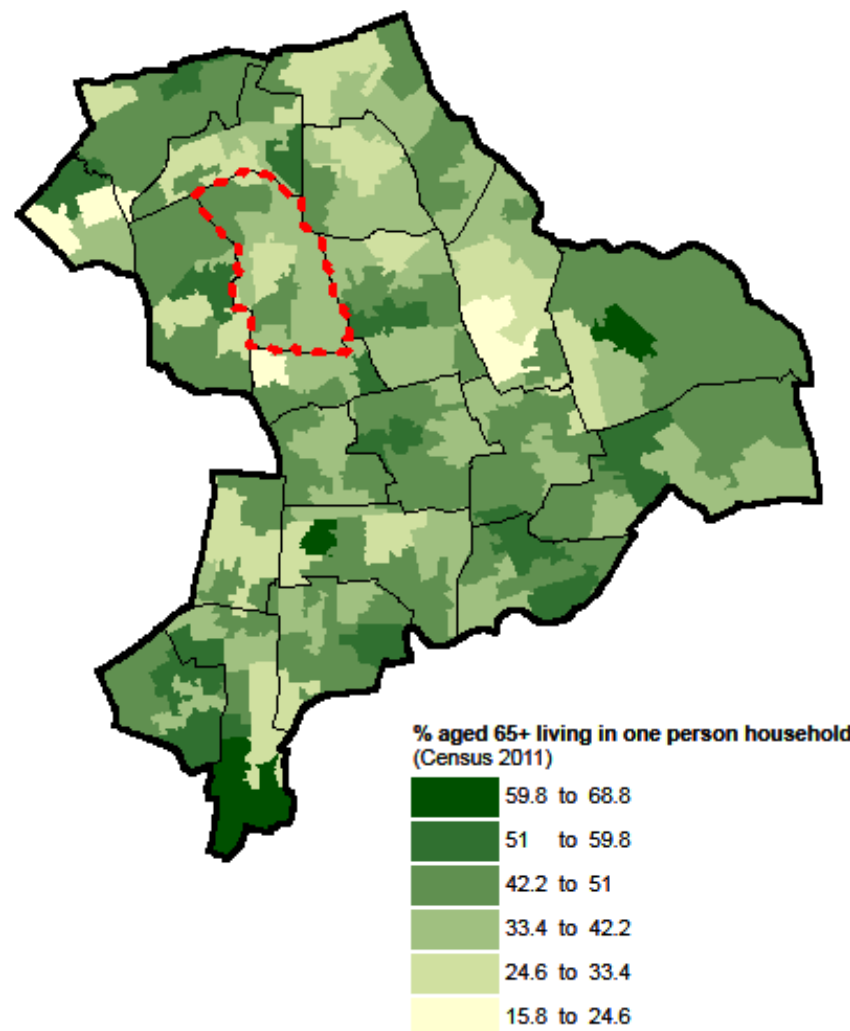 % aged 65+ living in one person household
(Census 2011)
59.8 to 68.8
51 to 59.8
42.2 to 51
33.4 to 42.2
24.6 to 33.4
15.8 to 24.6